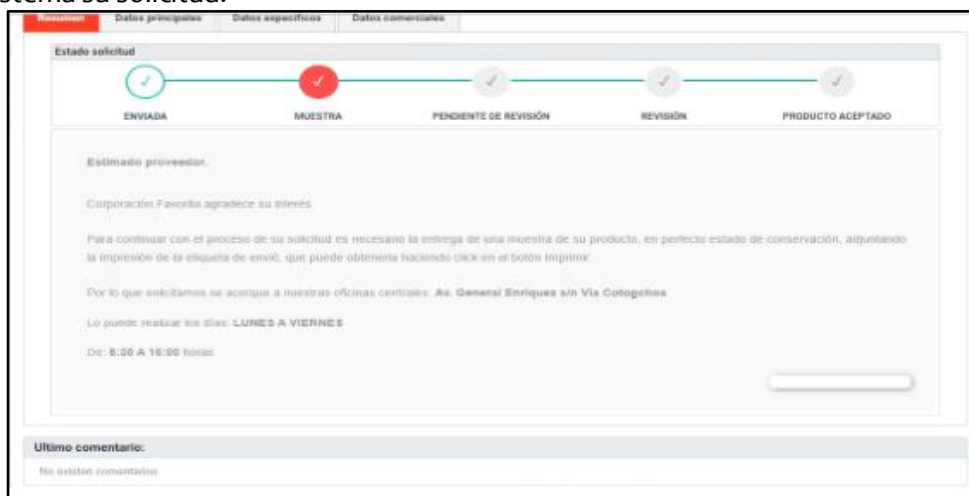 su solicitud.
Resumen Datos principales Datos específicos Datos comerciales
Estado solicitud
ENVIADA MUESTRA PENDIENTE DE REVISIÓN REVISIÓN PRODUCTO ACEPTADO
Estimado proveedor.
Corporación Favorita agradece su interés.
Para continuar con el proceso de su solicitud es necesario la entrega de una muestra de su producto, en perfecto estado de conservación, adjuntando
la impresión de la etiqueta de envió, que puede obtenerla haciendo click en el botón Imprimir.
Por lo que solicitamos se acerque a nuestras oficinas centrales: Av. General Enriquez s/n Vía Cotogchoa
Lo puede realizar los días: LUNES A VIERNES
De: 8:00 A 16:00 horas
Ultimo comentario:
No existen comentarios